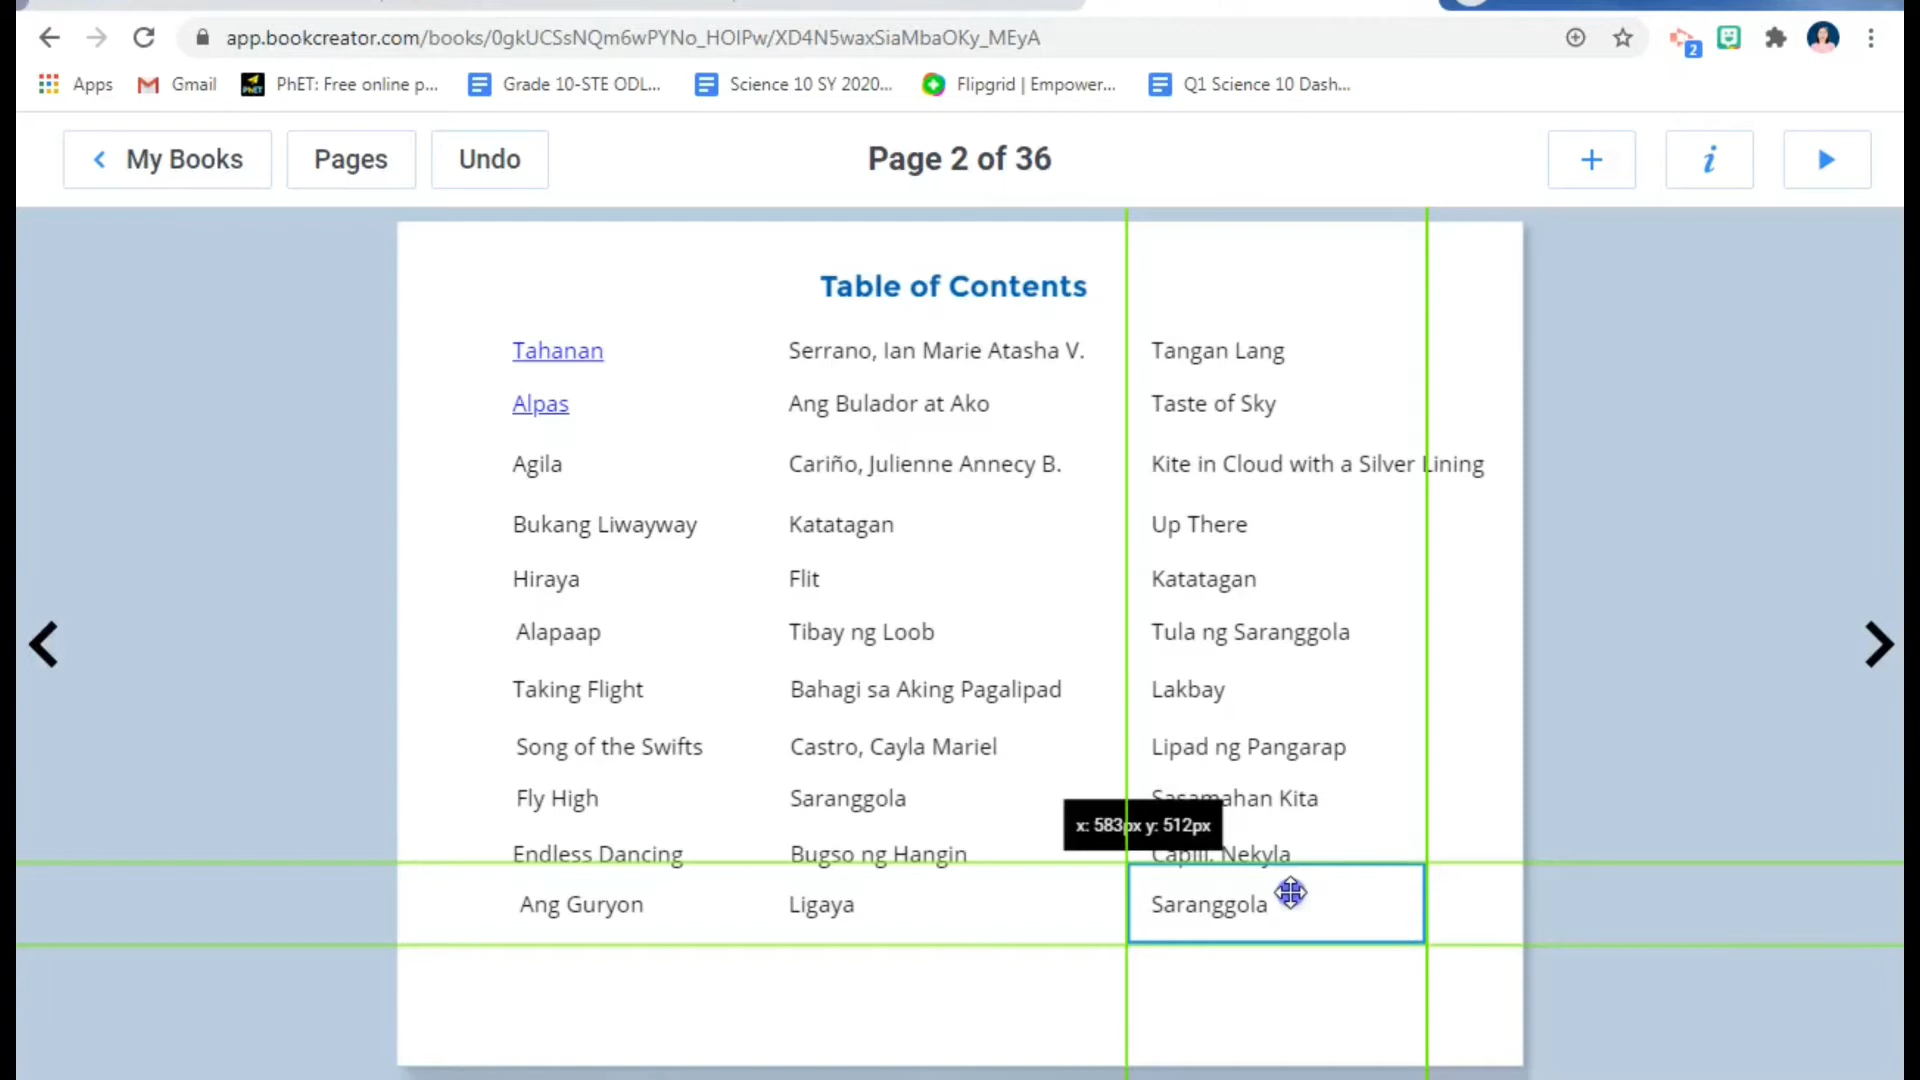 app.bookcreator.com/books/0gkUCSsNQm6wPYNo_HOIPw/XD4N5waxSiaMbaOKy_MEyA
2
Apps Gmail PhET: Free online p... Grade 10-STE ODL... Science 10 SY 2020... Flipgrid | Empower... Q1 Science 10 Dash...
My Books Pages Undo Page 2 of 36 + i
Table of Contents
Tahanan Serrano, Ian Marie Atasha V. Tangan Lang
Alpas Ang Bulador at Ako Taste of Sky
Agila Cariño, Julienne Annecy B. Kite in Cloud with a Silver Lining
Bukang Liwayway Katatagan Up There
Hiraya Flit Katatagan
Alapaap Tibay ng Loob Tula ng Saranggola
Taking Flight Bahagi sa Aking Pagalipad Lakbay
Song of the Swifts Castro, Cayla Mariel Lipad ng Pangarap
Fly High Saranggola Sasamahan Kita
x: 583px y: 512px
Endless Dancing Bugso ng Hangin Capili, Nekyla
Ang Guryon Ligaya Saranggola